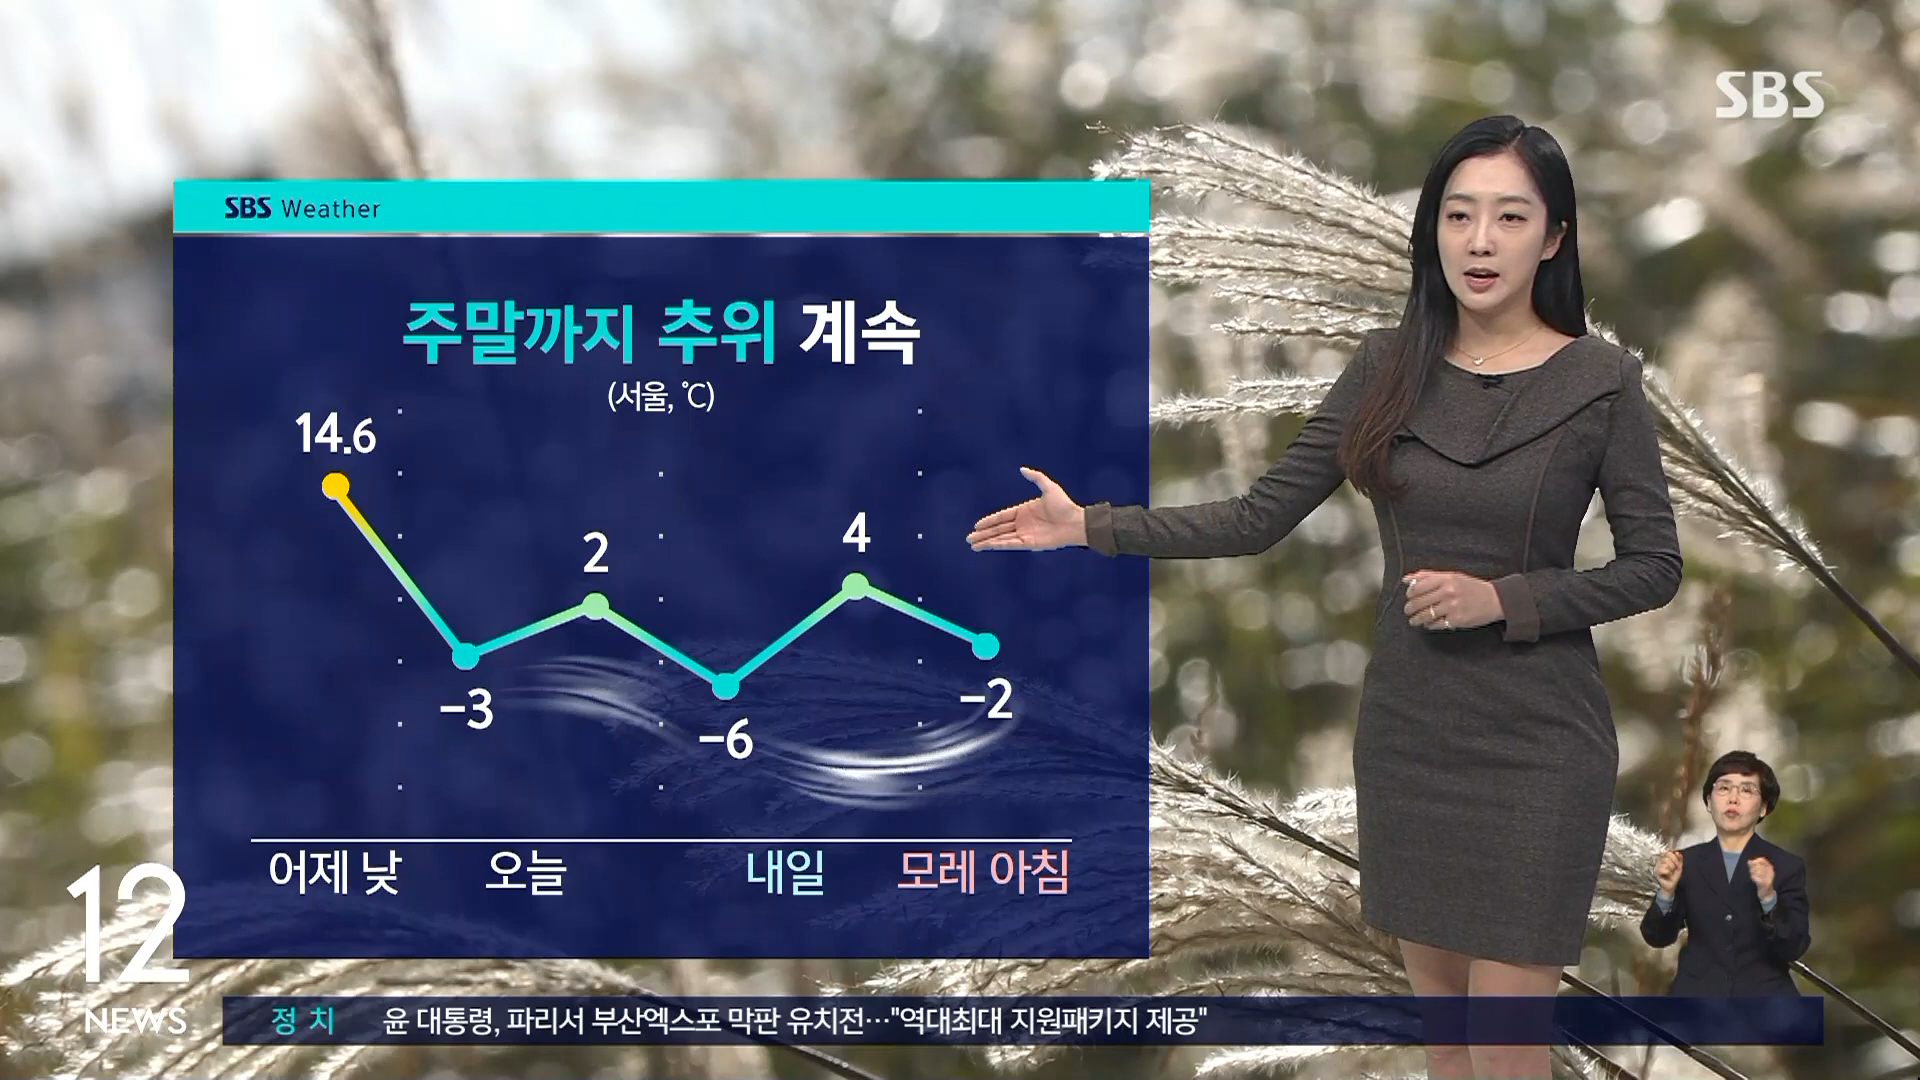 SBS
SBS Weather
주말까지 추위 계속
(서울, ℃)
14.6
-3
2
-6
4
-2
어제 낮
오늘
내일
모레 아침
12
NEWS
정 치
윤 대통령, 파리서 부산엑스포 막판 유치전…"역대최대 지원패키지 제공"